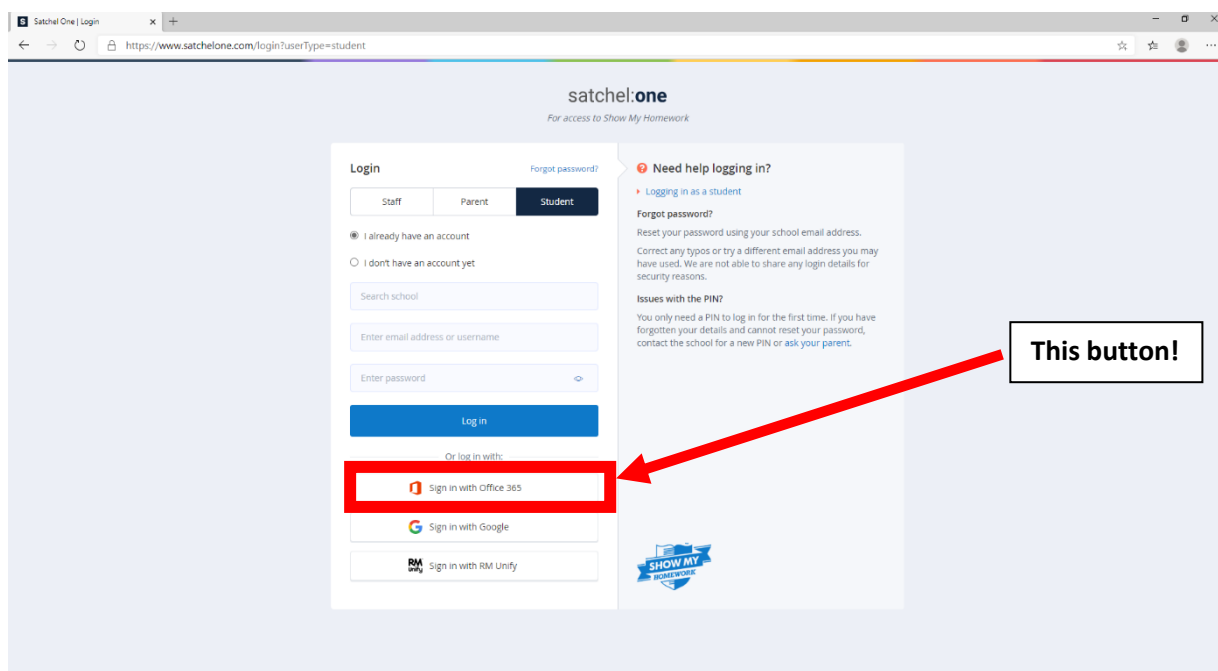 Satchel One | Login
https://www.satchelone.com/login?userType=student
satchel:one
For access to Show My Homework
Login
Forgot password?
Staff
Parent
Student
I already have an account
I don't have an account yet
Search school
Enter email address or username
Enter password
Log in
Or log in with:
Sign in with Office 365
Sign in with Google
RM Unify
Sign in with RM Unify
Need help logging in?
Logging in as a student
Forgot password?
Reset your password using your school email address.
Correct any typos or try a different email address you may
have used. We are not able to share any login details for
security reasons.
Issues with the PIN?
You only need a PIN to log in for the first time. If you have
forgotten your details and cannot reset your password,
contact the school for a new PIN or ask your parent.
SHOW MY
HOMEWORK
This button!